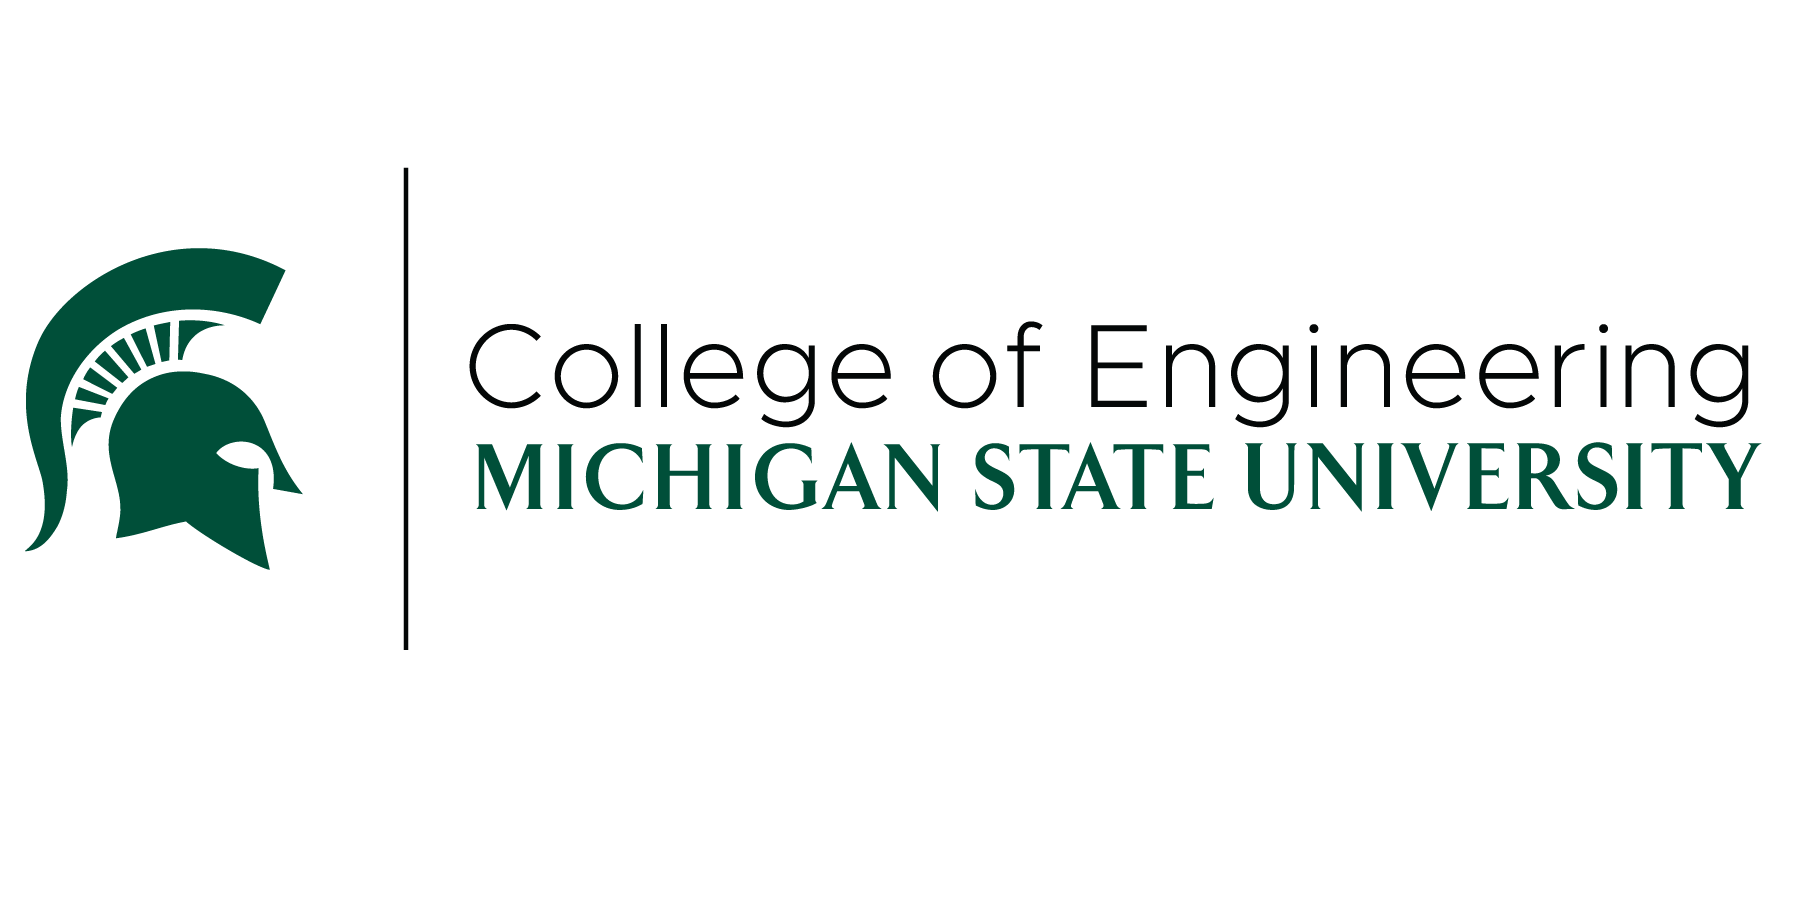 College of Engineering
MICHIGAN STATE UNIVERSITY